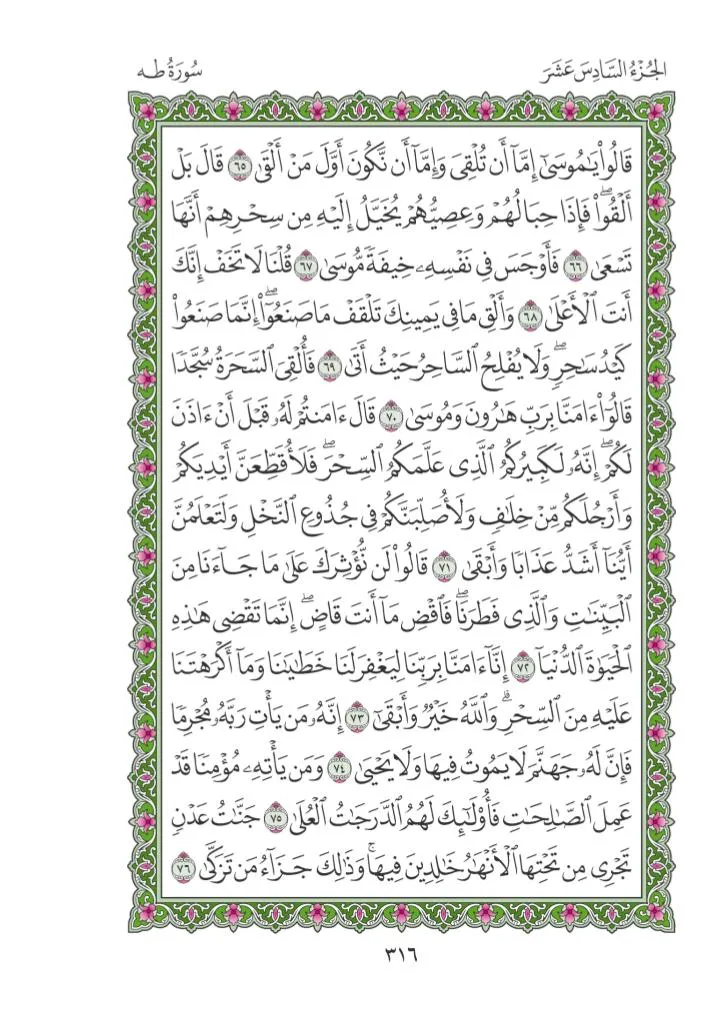 الجُزْءُ السَّادِسَ عَشَرَ
سُورَةُ طه
قَالُواْ يَٰمُوسَىٰٓ إِمَّآ أَن تُلْقِىَ وَإِمَّآ أَن نَّكُونَ أَوَّلَ مَنْ أَلْقَىٰ ٦٥ قَالَ بَلْ
أَلْقُواْۖ فَإِذَا حِبَالُهُمْ وَعِصِيُّهُمْ يُخَيَّلُ إِلَيْهِ مِن سِحْرِهِمْ أَنَّهَا
تَسْعَىٰ ٦٦ فَأَوْجَسَ فِى نَفْسِهِۦ خِيفَةً مُّوسَىٰ ٦٧ قُلْنَا لَا تَخَفْ إِنَّكَ
أَنتَ ٱلْأَعْلَىٰ ٦٨ وَأَلْقِ مَا فِى يَمِينِكَ تَلْقَفْ مَا صَنَعُوٓاْۖ إِنَّمَا صَنَعُواْ
كَيْدُ سَٰحِرٍۖ وَلَا يُفْلِحُ ٱلسَّاحِرُ حَيْثُ أَتَىٰ ٦٩ فَأُلْقِىَ ٱلسَّحَرَةُ سُجَّدًا
قَالُوٓاْ ءَامَنَّا بِرَبِّ هَٰرُونَ وَمُوسَىٰ ٧٠ قَالَ ءَامَنتُمْ لَهُۥ قَبْلَ أَنْ ءَاذَنَ
لَكُمْۖ إِنَّهُۥ لَكَبِيرُكُمُ ٱلَّذِى عَلَّمَكُمُ ٱلسِّحْرَۖ فَلَأُقَطِّعَنَّ أَيْدِيَكُمْ
وَأَرْجُلَكُم مِّنْ خِلَٰفٍ وَلَأُصَلِّبَنَّكُمْ فِى جُذُوعِ ٱلنَّخْلِ وَلَتَعْلَمُنَّ
أَيُّنَآ أَشَدُّ عَذَابًا وَأَبْقَىٰ ٧١ قَالُواْ لَن نُّؤْثِرَكَ عَلَىٰ مَا جَآءَنَا مِنَ
ٱلْبَيِّنَٰتِ وَٱلَّذِى فَطَرَنَاۖ فَٱقْضِ مَآ أَنتَ قَاضٍۖ إِنَّمَا تَقْضِى هَٰذِهِ
ٱلْحَيَوٰةَ ٱلدُّنْيَآ ٧٢ إِنَّآ ءَامَنَّا بِرَبِّنَا لِيَغْفِرَ لَنَا خَطَٰيَٰنَا وَمَآ أَكْرَهْتَنَا
عَلَيْهِ مِنَ ٱلسِّحْرِۗ وَٱللَّهُ خَيْرٌ وَأَبْقَىٰٓ ٧٣ إِنَّهُۥ مَن يَأْتِ رَبَّهُۥ مُجْرِمًا
فَإِنَّ لَهُۥ جَهَنَّمَ لَا يَمُوتُ فِيهَا وَلَا يَحْيَىٰ ٧٤ وَمَن يَأْتِهِۦ مُؤْمِنًا قَدْ
عَمِلَ ٱلصَّٰلِحَٰتِ فَأُوْلَٰٓئِكَ لَهُمُ ٱلدَّرَجَٰتُ ٱلْعُلَىٰ ٧٥ جَنَّٰتُ عَدْنٍ
تَجْرِى مِن تَحْتِهَا ٱلْأَنْهَٰرُ خَٰلِدِينَ فِيهَاۚ وَذَٰلِكَ جَزَآءُ مَن تَزَكَّىٰ ٧٦
٣١٦